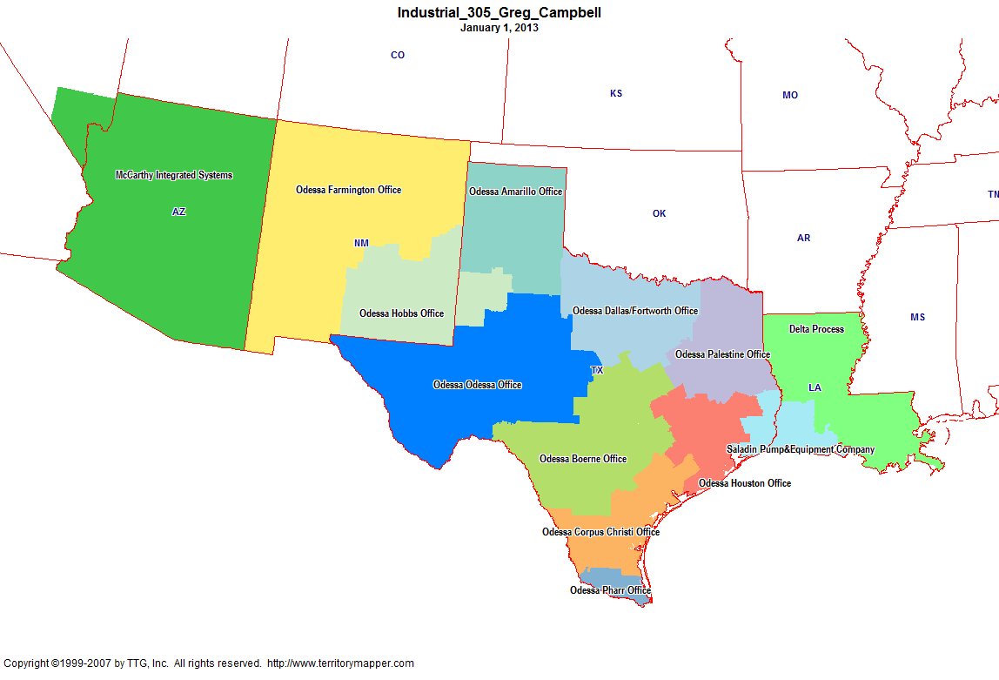 Industrial_305_Greg_Campbell
January 1, 2013
CO
KS
MO
McCarthy Integrated Systems
Odessa Farmington Office
Odessa Amarillo Office
TN
AZ
OK
NM
AR
Odessa Hobbs Office
Odessa Dallas/Fortworth Office
MS
Delta Process
Odessa Palestine Office
TX
Odessa Odessa Office
LA
Saladin Pump&Equipment Company
Odessa Boerne Office
Odessa Houston Office
Odessa Corpus Christi Office
Odessa Pharr Office
Copyright ©1999-2007 by TTG, Inc.  All rights reserved.  http://www.territorymapper.com